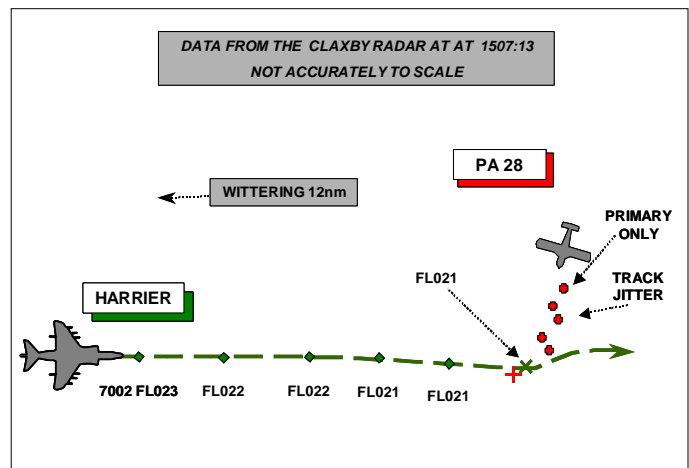 DATA FROM THE CLAXBY RADAR AT AT 1507:13
NOT ACCURATELY TO SCALE
PA 28
WITTERING 12nm
PRIMARY
ONLY
FL021
TRACK
JITTER
HARRIER
7002 FL023
FL022
FL022
FL021
FL021